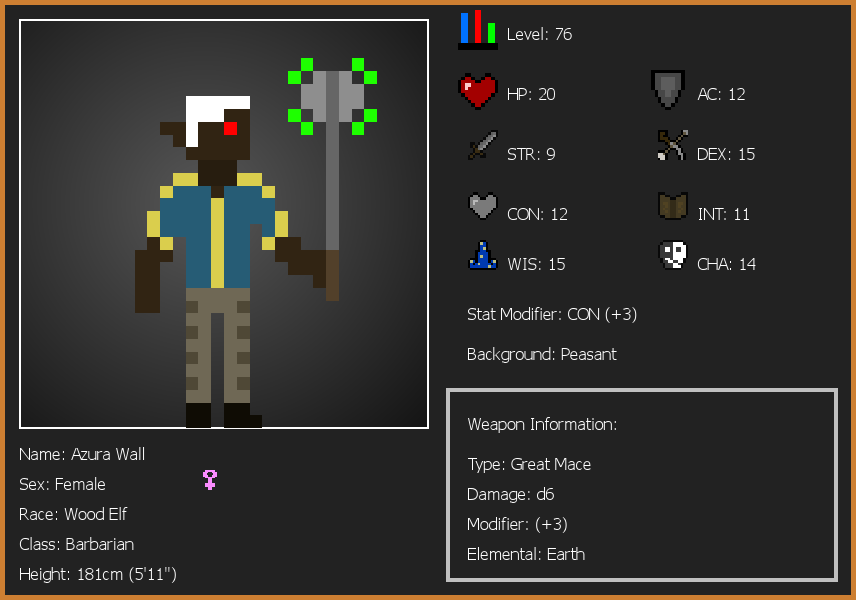 Level: 76
HP: 20
AC: 12
STR: 9
DEX: 15
CON: 12
INT: 11
WIS: 15
CHA: 14
Stat Modifier: CON (+3)
Background: Peasant
Weapon Information:
Type: Great Mace
Damage: d6
Modifier: (+3)
Elemental: Earth
Name: Azura Wall
Sex: Female
Race: Wood Elf
Class: Barbarian
Height: 181cm (5'11")